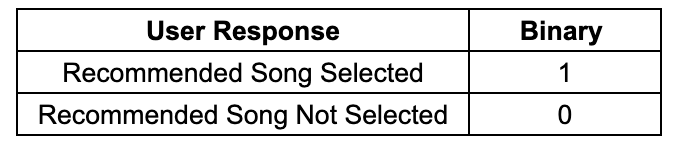 User Response Binary
Recommended Song Selected 1
Recommended Song Not Selected 0